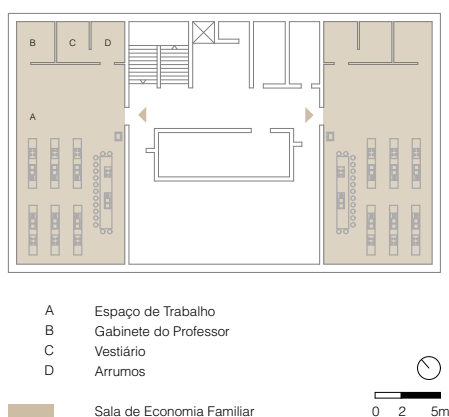 B C D
A
A Espaço de Trabalho
B Gabinete do Professor
C Vestiário
D Arrumos
Sala de Economia Familiar
0 2 5m